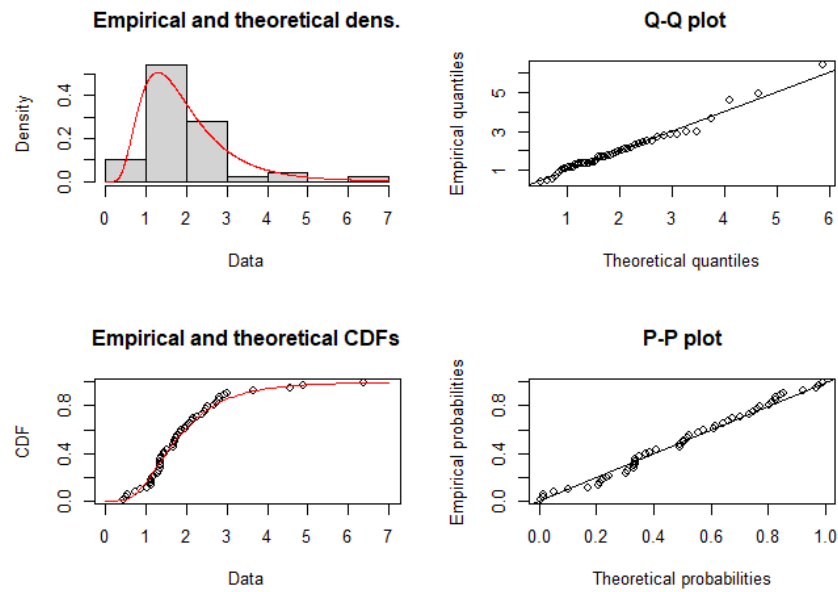 Empirical and theoretical dens.
Density
0.0 0.2 0.4
0 1 2 3 4 5 6 7
Data
Q-Q plot
Empirical quantiles
1 3 5
1 2 3 4 5 6
Theoretical quantiles
Empirical and theoretical CDFs
CDF
0.0 0.4 0.8
0 1 2 3 4 5 6 7
Data
P-P plot
Empirical probabilities
0.0 0.4 0.8
0.0 0.2 0.4 0.6 0.8 1.0
Theoretical probabilities